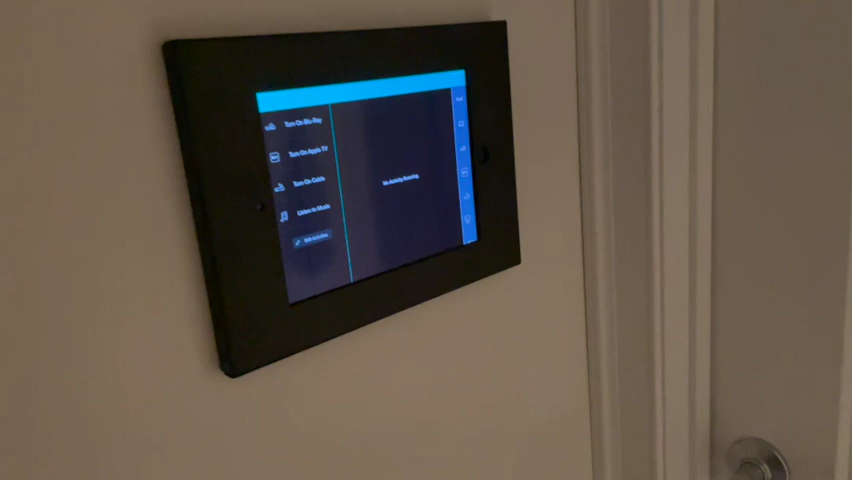 Turn On Blu-Ray
Turn On Apple TV
Turn On Cable
Listen to Music
Edit Activities
No Activity Running